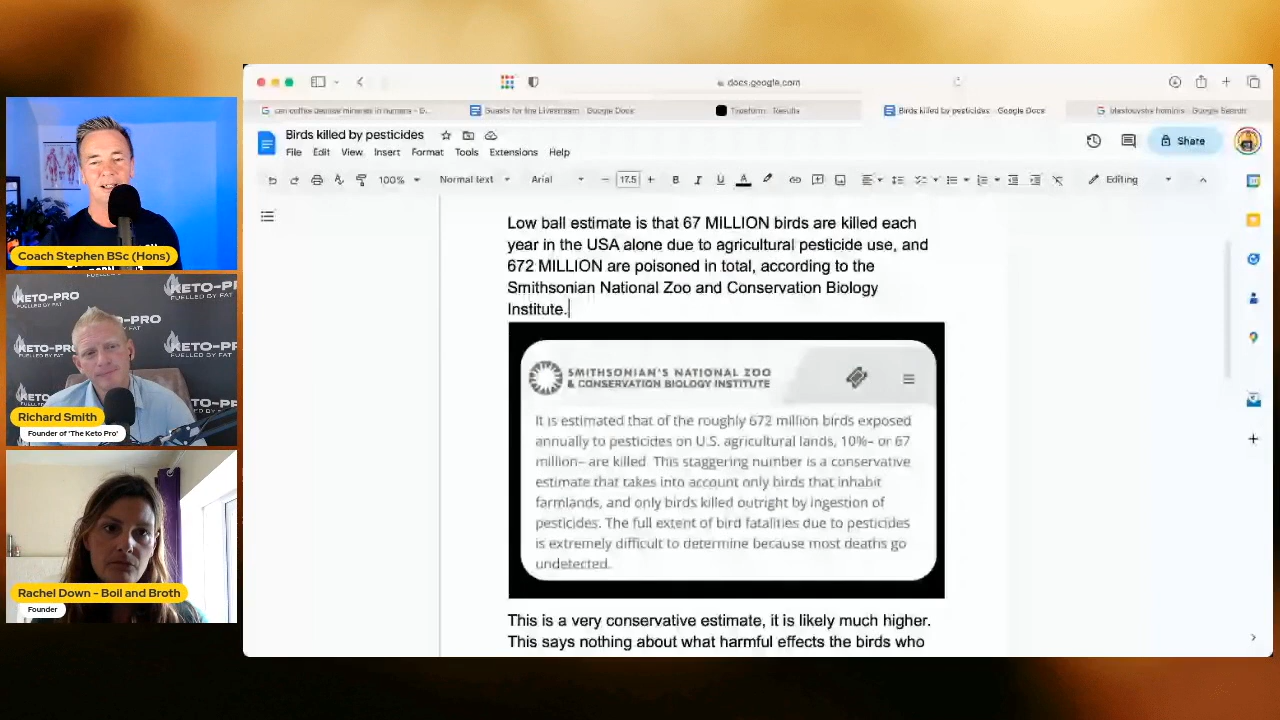 docs.google.com
Guests for the Livestream - Google Docs
Birds killed by pesticides - Google Docs
Birds killed by pesticides
Share
File Edit View Insert Format Tools Extensions Help
100% Normal text Arial 17.5 B I U A Editing
Low ball estimate is that 67 MILLION birds are killed each
year in the USA alone due to agricultural pesticide use, and
672 MILLION are poisoned in total, according to the
Smithsonian National Zoo and Conservation Biology
Institute.
SMITHSONIAN'S NATIONAL ZOO
& CONSERVATION BIOLOGY INSTITUTE
It is estimated that of the roughly 672 million birds exposed
annually to pesticides on U.S. agricultural lands, 10%– or 67
million– are killed. This staggering number is a conservative
estimate that takes into account only birds that inhabit
farmlands, and only birds killed outright by ingestion of
pesticides. The full extent of bird fatalities due to pesticides
is extremely difficult to determine because most deaths go
undetected.
This is a very conservative estimate, it is likely much higher.
This says nothing about what harmful effects the birds who
Coach Stephen BSc (Hons)
KETO-PRO
FUELLED BY FAT
Richard Smith
Founder of 'The Keto Pro'
Rachel Down - Boil and Broth
Founder